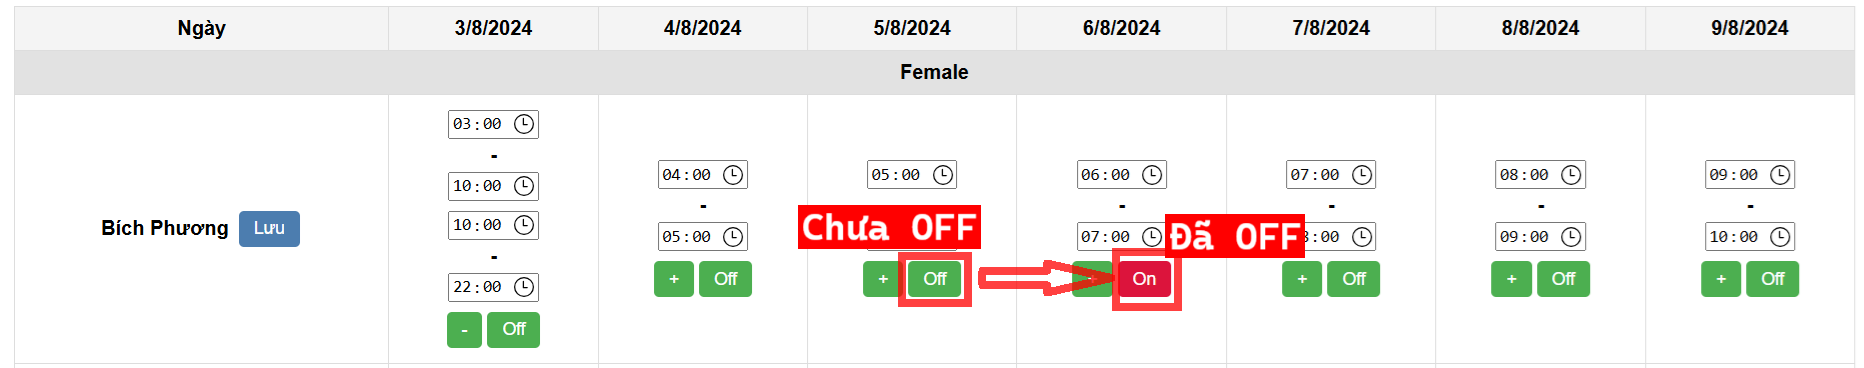 Ngày 3/8/2024 4/8/2024 5/8/2024 6/8/2024 7/8/2024 8/8/2024 9/8/2024
Female
Bích Phương Lưu
03:00
-
10:00
10:00
-
22:00
- Off
04:00
-
05:00
+ Off
05:00
Chưa OFF
+ Off
06:00
-
07:00
+ On
Đã OFF
07:00
-
:00
+ Off
08:00
-
09:00
+ Off
09:00
-
10:00
+ Off